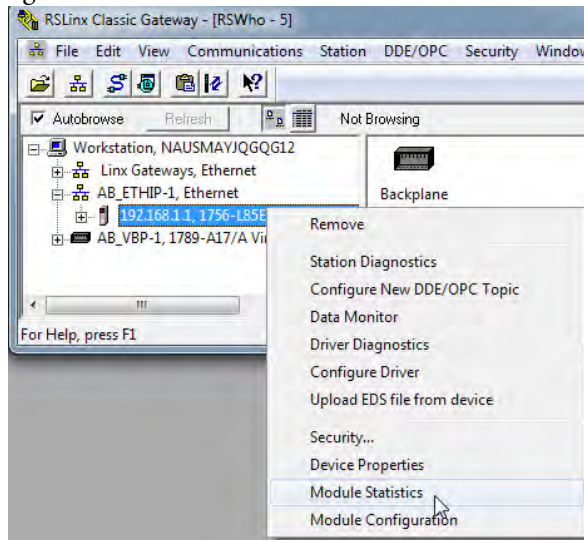 RSLinx Classic Gateway - [RSWho - 5]
File Edit View Communications Station DDE/OPC Security Window
Autobrowse Refresh Not Browsing
Workstation, NAUSMAYJQGQG12
Linx Gateways, Ethernet
AB_ETHIP-1, Ethernet
192.168.1.1, 1756-L85E
AB_VBP-1, 1789-A17/A Vi
Backplane
For Help, press F1
Remove
Station Diagnostics
Configure New DDE/OPC Topic
Data Monitor
Driver Diagnostics
Configure Driver
Upload EDS file from device
Security...
Device Properties
Module Statistics
Module Configuration